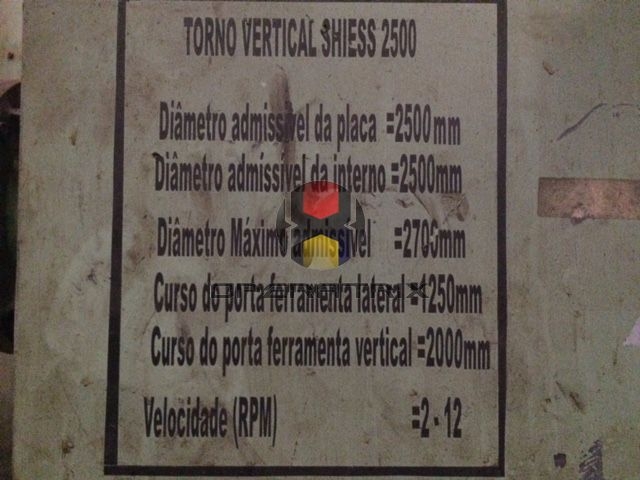 TORNO VERTICAL SHIESS 2500
Diâmetro admissível da placa =2500mm
Diâmetro admíssivel da interno =2500mm
Diâmetro Máximo admissível =2700mm
Curso do porta ferramenta lateral =1250mm
Curso do porta ferramenta vertical =2000mm
Velocidade (RPM) =2 - 12